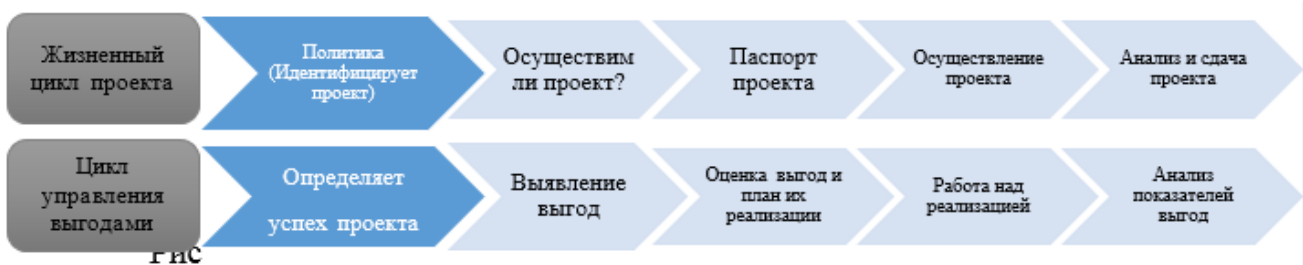 Жизненный
цикл проекта
Политика
(Идентифицирует
проект)
Осуществим
ли проект?
Паспорт
проекта
Осуществление
проекта
Анализ и сдача
проекта
Цикл
управления
выгодами
Определяет
успех проекта
Выявление
выгод
Оценка выгод и
план их
реализации
Работа над
реализацией
Анализ
показателей
выгод
Рис